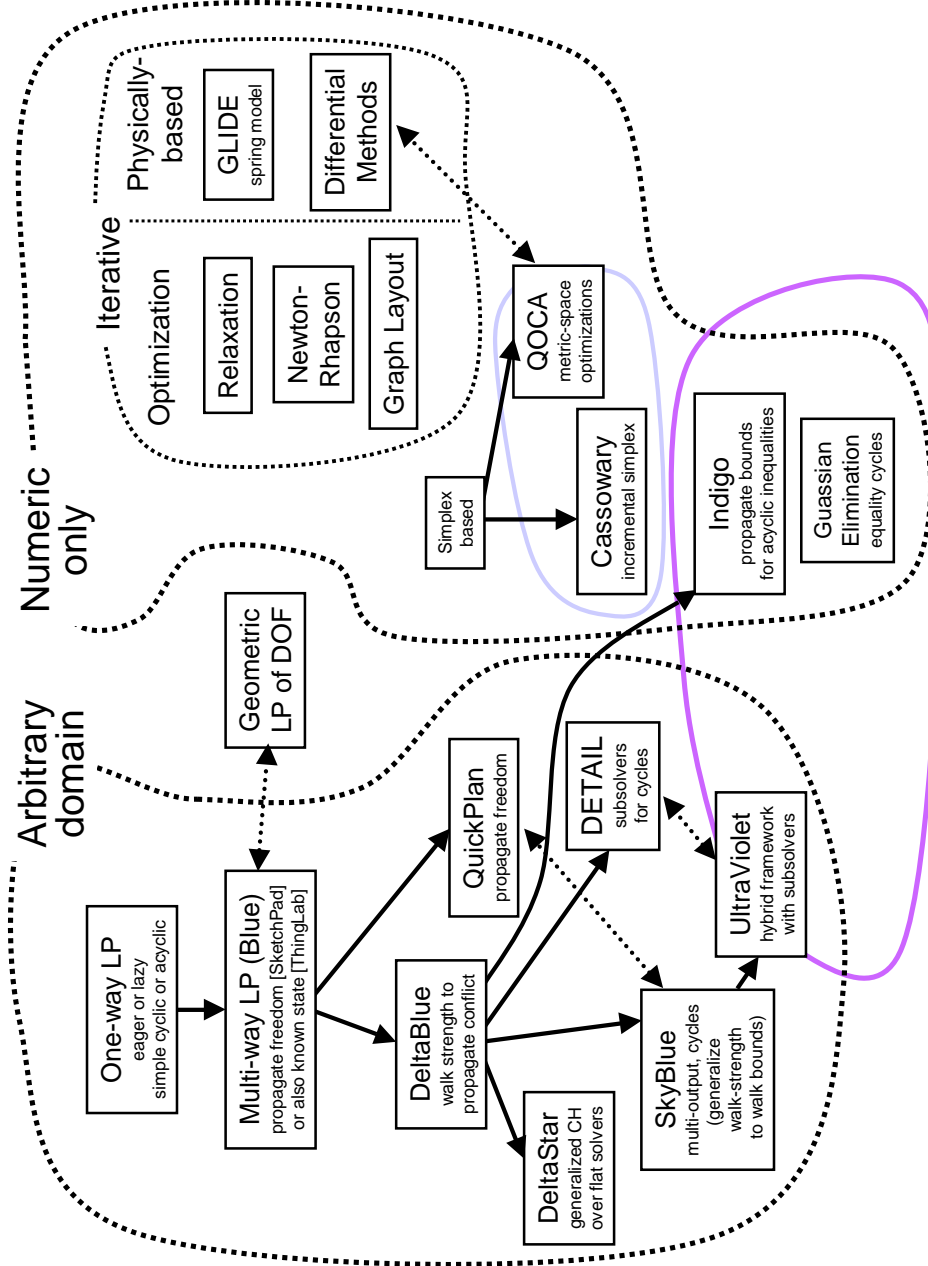 Arbitrary
domain
Numeric
only
One-way LP
eager or lazy
simple cyclic or acyclic
Multi-way LP (Blue)
propagate freedom [SketchPad]
or also known state [ThingLab]
Geometric
LP of DOF
DeltaBlue
walk strength to
propagate conflict
QuickPlan
propagate freedom
DeltaStar
generalized CH
over flat solvers
SkyBlue
multi-output, cycles
(generalize
walk-strength
to walk bounds)
DETAIL
subsolvers
for cycles
UltraViolet
hybrid framework
with subsolvers
Iterative
Optimization
Relaxation
Newton-
Rhapson
Graph Layout
Physically-
based
GLIDE
spring model
Differential
Methods
Simplex
based
QOCA
metric-space
optimizations
Cassowary
incremental simplex
Indigo
propagate bounds
for acyclic inequalities
Guassian
Elimination
equality cycles